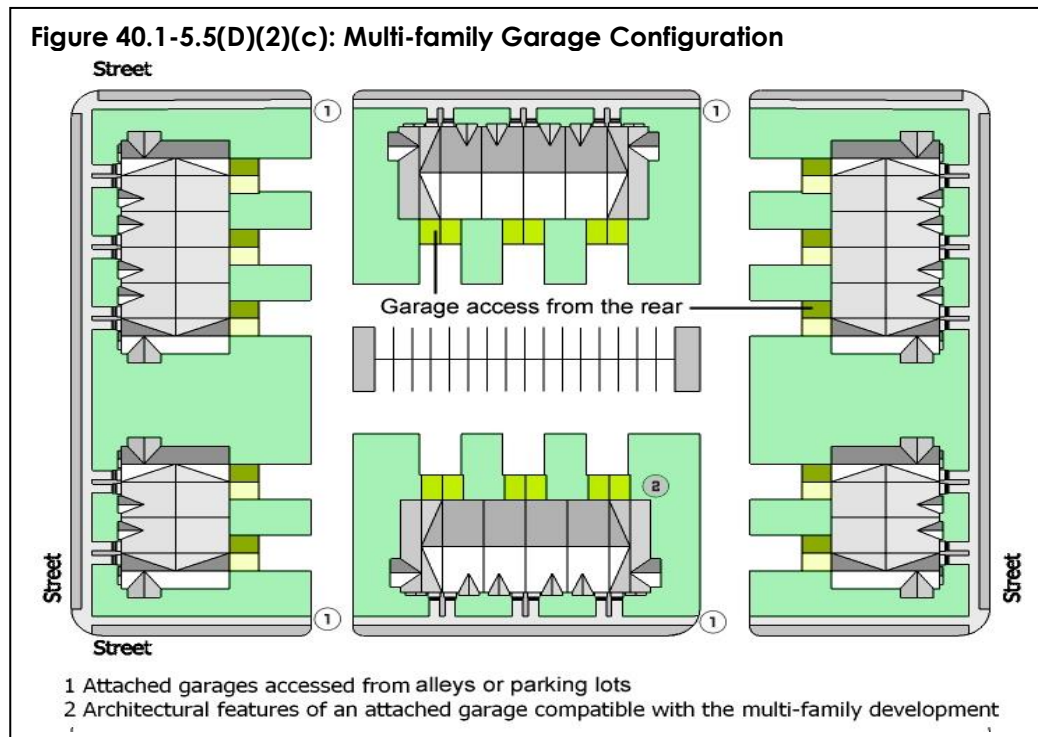 Figure 40.1-5.5(D)(2)(c): Multi-family Garage Configuration
Street
1
1
Garage access from the rear
2
Street
Street
1
1
Street
1 Attached garages accessed from alleys or parking lots
2 Architectural features of an attached garage compatible with the multi-family development